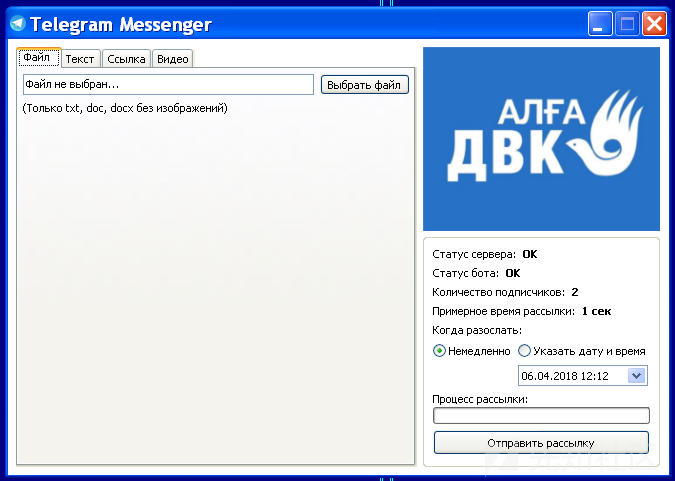 Telegram Messenger
Файл Текст Ссылка Видео
Файл не выбран... Выбрать файл
(Только txt, doc, docx без изображений)
АЛҒА
ДВК
Статус сервера: OK
Статус бота: OK
Количество подписчиков: 2
Примерное время рассылки: 1 сек
Когда разослать:
Немедленно Указать дату и время
06.04.2018 12:12
Процесс рассылки:
Отправить рассылку